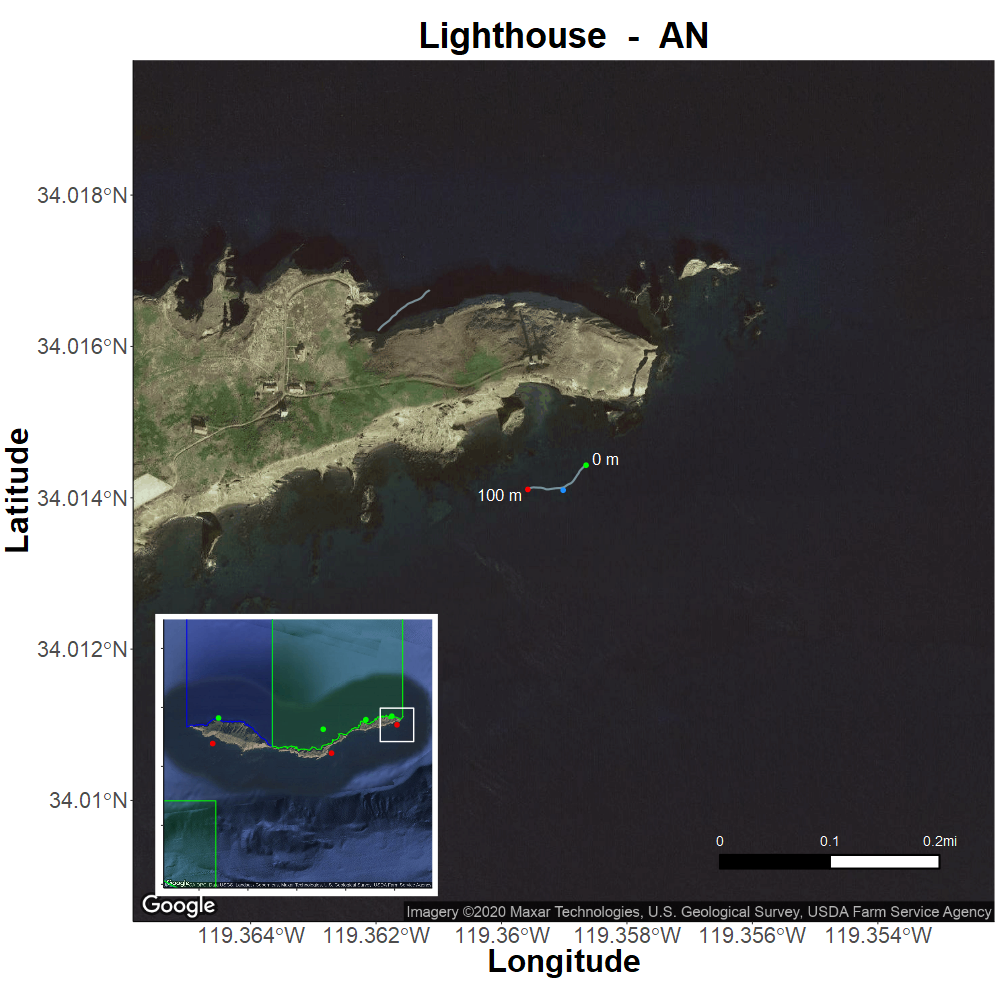 Lighthouse - AN
Latitude
34.018°N
34.016°N
34.014°N
34.012°N
34.01°N
0 m
100 m
0 0.1 0.2mi
Google
Google
Imagery ©2020 Maxar Technologies, U.S. Geological Survey, USDA Farm Service Agency
119.364°W 119.362°W 119.36°W 119.358°W 119.356°W 119.354°W
Longitude